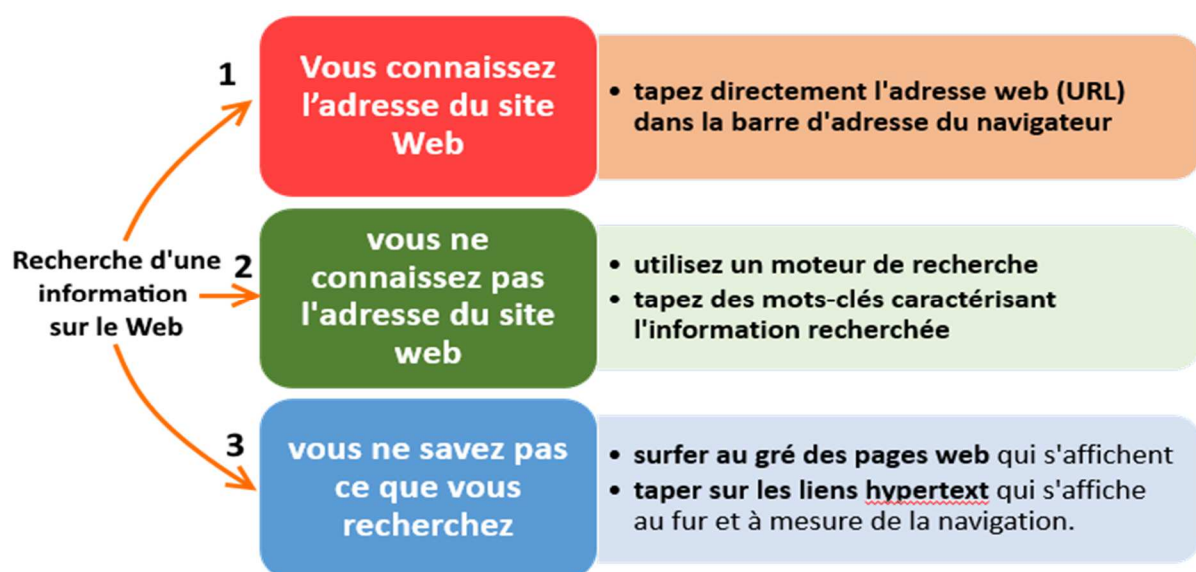 Recherche d'une
information
sur le Web
1
Vous connaissez
l’adresse du site
Web
• tapez directement l'adresse web (URL)
dans la barre d'adresse du navigateur
2
vous ne
connaissez pas
l'adresse du site
web
• utilisez un moteur de recherche
• tapez des mots-clés caractérisant
l'information recherchée
3
vous ne savez pas
ce que vous
recherchez
• surfer au gré des pages web qui s'affichent
• taper sur les liens hypertext qui s'affiche
au fur et à mesure de la navigation.